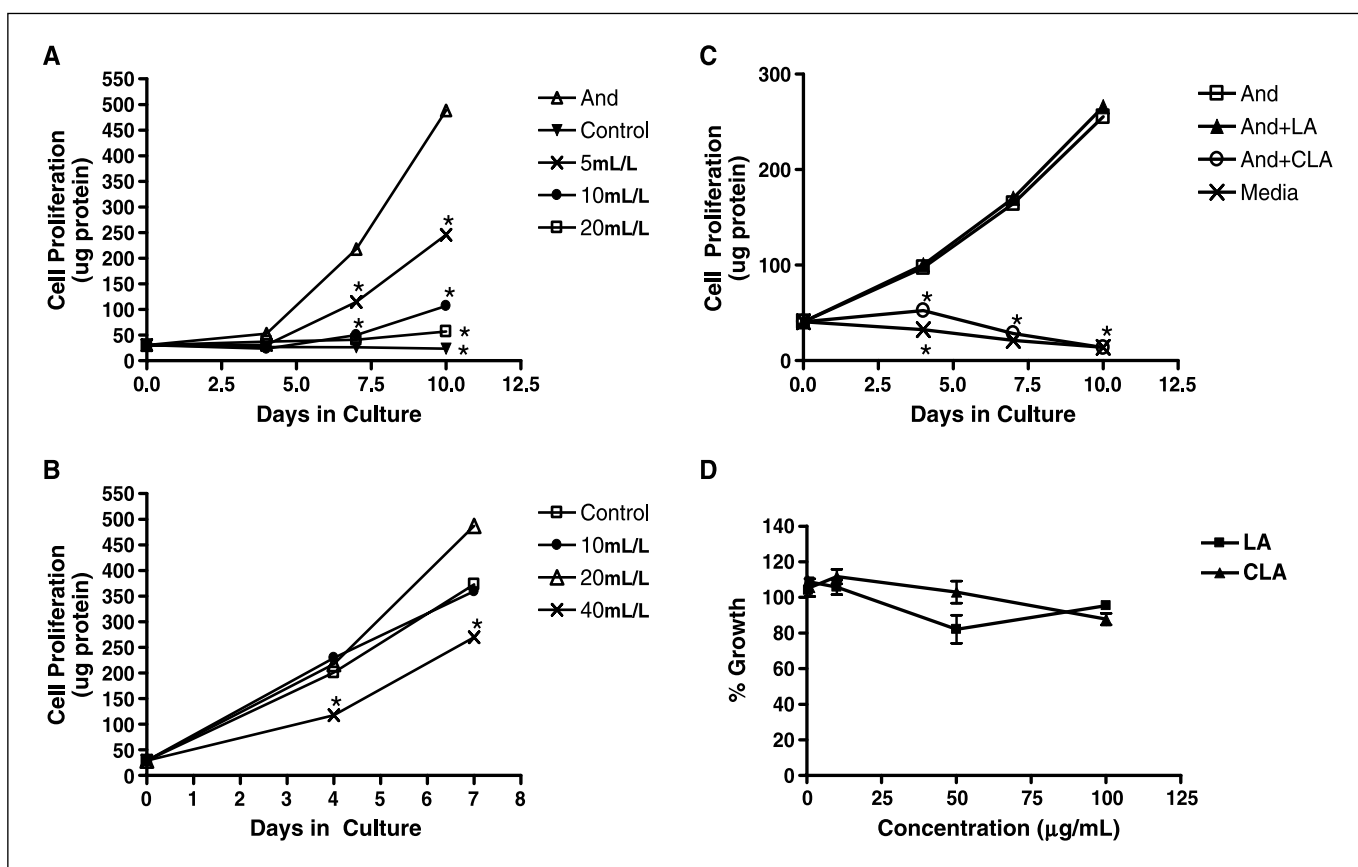 A
550
500
450
400
350
300
250
200
150
100
50
0
Cell Proliferation
(ug protein)
*
*
*
*
*
*
0.0 2.5 5.0 7.5 10.0 12.5
Days in Culture
And
Control
5mL/L
10mL/L
20mL/L
B
550
500
450
400
350
300
250
200
150
100
50
0
Cell Proliferation
(ug protein)
*
*
0 1 2 3 4 5 6 7 8
Days in Culture
Control
10mL/L
20mL/L
40mL/L
C
300
200
100
0
Cell Proliferation
(ug protein)
*
*
*
*
0.0 2.5 5.0 7.5 10.0 12.5
Days in Culture
And
And+LA
And+CLA
Media
D
140
120
100
80
60
40
20
0
% Growth
0 25 50 75 100 125
Concentration (μg/mL)
LA
CLA